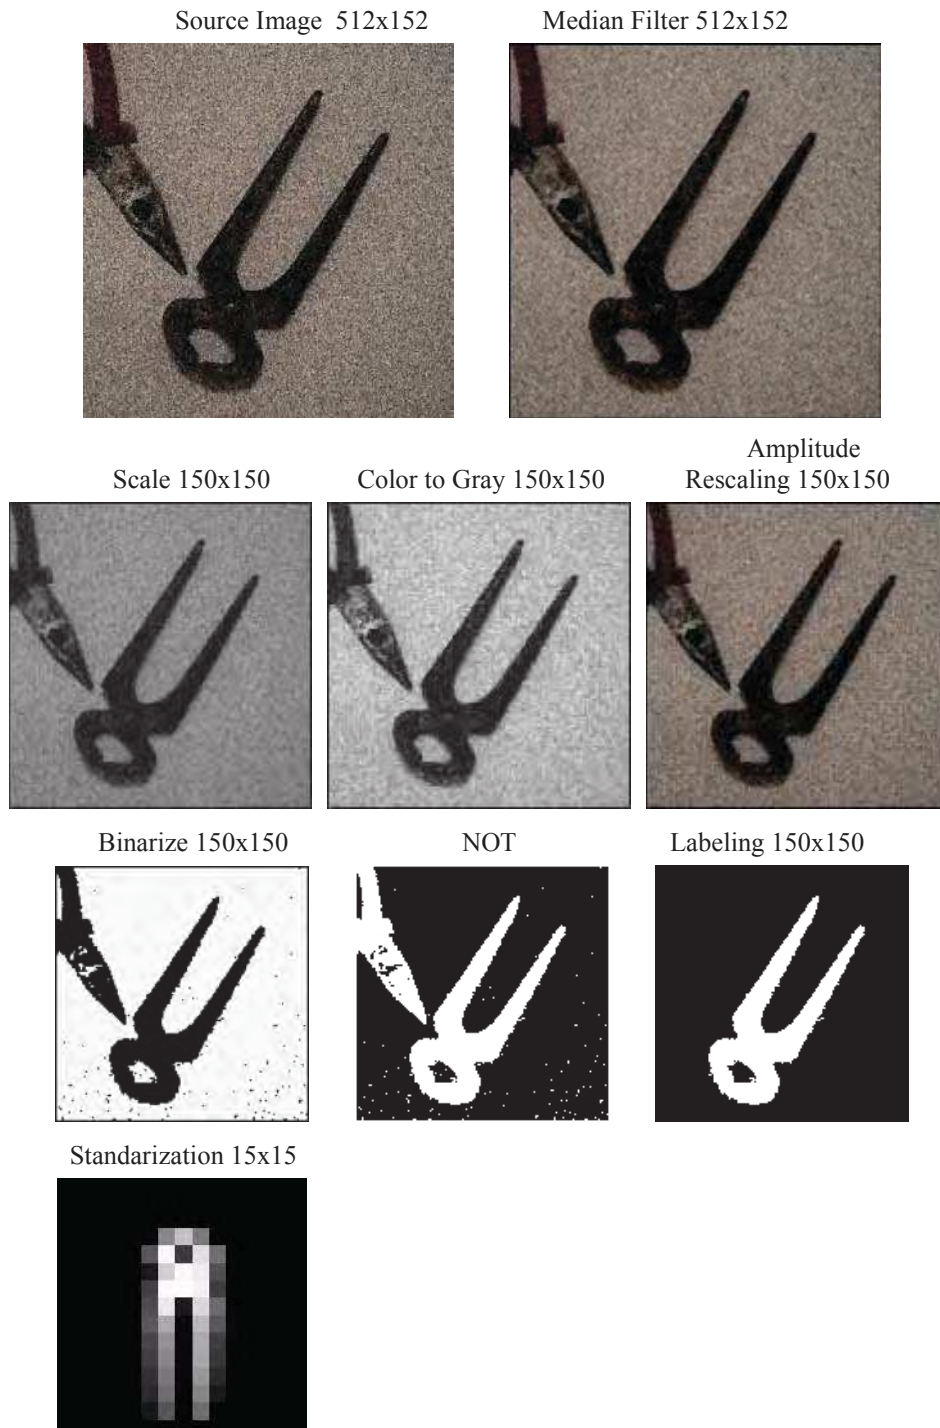 Source Image 512x152
Median Filter 512x152
Amplitude
Scale 150x150
Color to Gray 150x150
Rescaling 150x150
Binarize 150x150
NOT
Labeling 150x150
Standarization 15x15